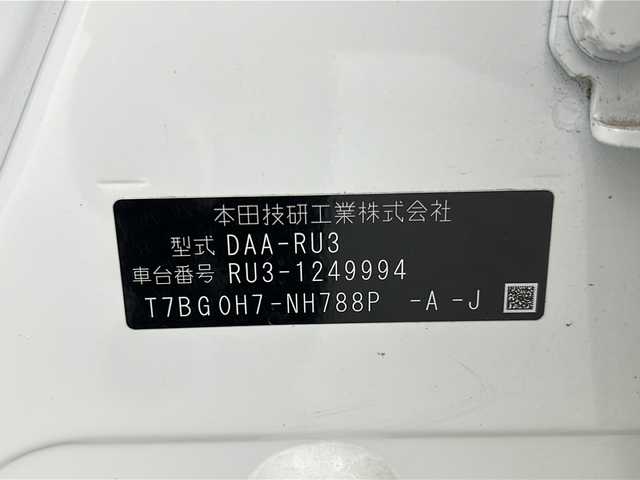 本田技研工業株式会社
型式 DAA-RU3
車台番号 RU3-1249994
T7BG0H7-NH788P -A -J